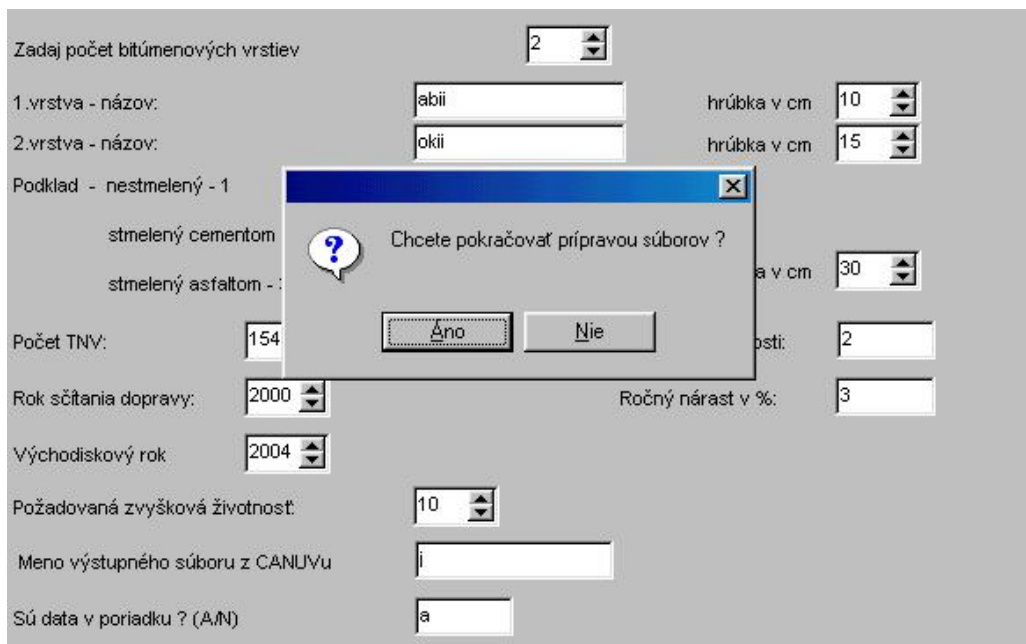 Zadaj počet bitúmenových vrstiev 2
1.vrstva - názov: abii hrúbka v cm 10
2.vrstva - názov: okii hrúbka v cm 15
Podklad - nestmelený - 1
stmelený cementom
Chcete pokračovať prípravou súborov ?
stmelený asfaltom - a v cm 30
Áno Nie
Počet TNV: 154 osti: 2
Rok sčítania dopravy: 2000 Ročný nárast v %: 3
Východiskový rok 2004
Požadovaná zvyšková životnosť: 10
Meno výstupného súboru z CANUVu j
Sú data v poriadku ? (A/N) a